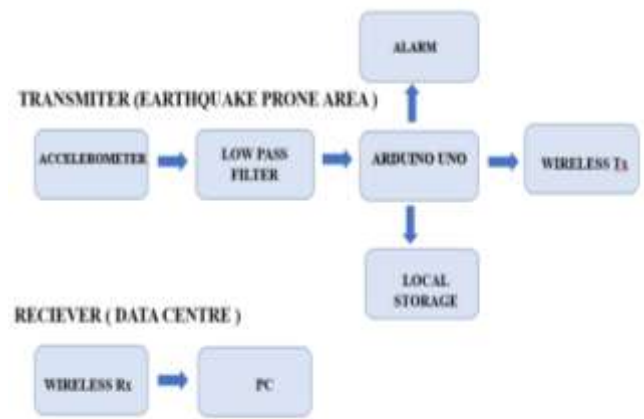 ALARM
TRANSMITER (EARTHQUAKE PRONE AREA )
ACCELEROMETER
LOW PASS
FILTER
ARDUINO UNO
WIRELESS Tx
LOCAL
STORAGE
RECIEVER ( DATA CENTRE )
WIRELESS Rx
PC